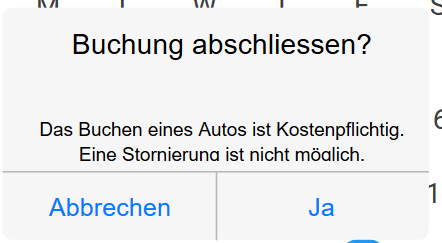 Buchung abschliessen?
Das Buchen eines Autos ist Kostenpflichtig.
Eine Stornierung ist nicht möglich.
Abbrechen
Ja